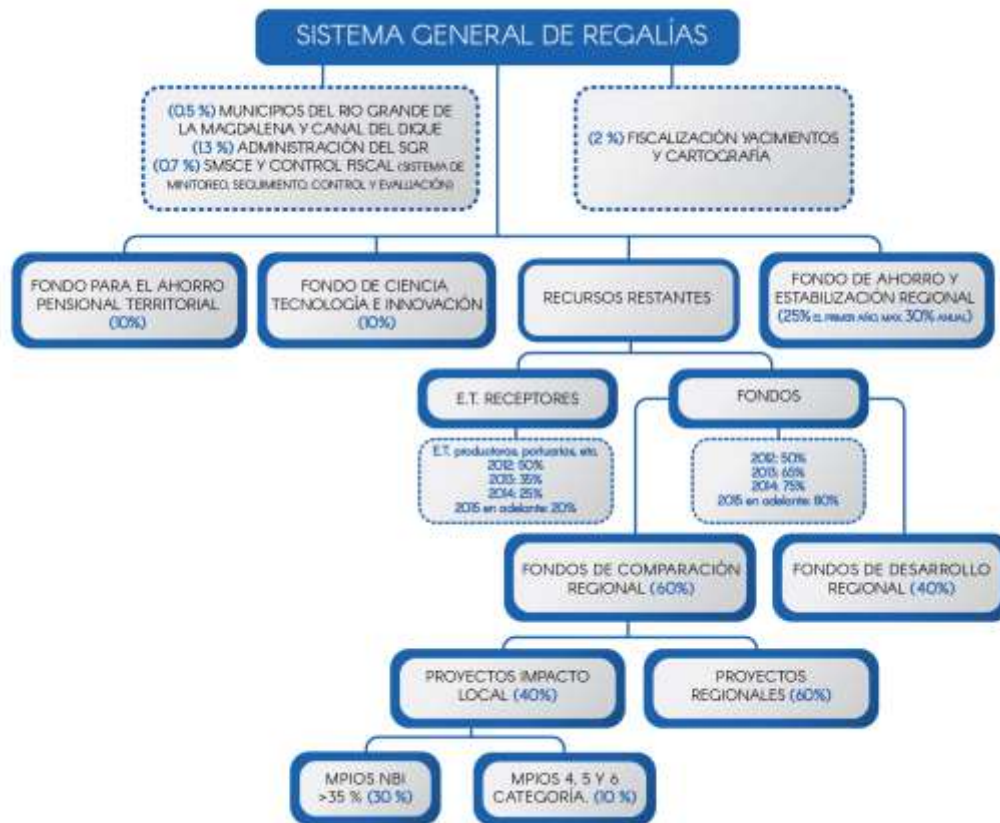 SISTEMA GENERAL DE REGALÍAS
(0.5 %) MUNICIPIOS DEL RIO GRANDE DE
LA MAGDALENA Y CANAL DEL DIQUE
(1.3 %) ADMINISTRACIÓN DEL SGR
(0.7 %) SMSCE Y CONTROL FISCAL (SISTEMA DE
MINITOREO, SEGUIMIENTO, CONTROL Y EVALUACIÓN)
(2 %) FISCALIZACIÓN YACIMIENTOS
Y CARTOGRAFÍA
FONDO PARA EL AHORRO
PENSIONAL TERRITORIAL
(10%)
FONDO DE CIENCIA
TECNOLOGÍA E INNOVACIÓN
(10%)
RECURSOS RESTANTES
FONDO DE AHORRO Y
ESTABILIZACIÓN REGIONAL
(25% EL PRIMER AÑO, MAX. 30% ANUAL)
E.T. RECEPTORES
FONDOS
E.T. productoras, portuarios, etc.
2012: 50%
2013: 35%
2014: 25%
2015 en adelante: 20%
2012: 50%
2013: 65%
2014: 75%
2015 en adelante: 80%
FONDOS DE COMPARACIÓN
REGIONAL (60%)
FONDOS DE DESARROLLO
REGIONAL (40%)
PROYECTOS IMPACTO
LOCAL (40%)
PROYECTOS
REGIONALES (60%)
MPIOS NBI
>35 % (30 %)
MPIOS 4, 5 Y 6
CATEGORÍA. (10 %)